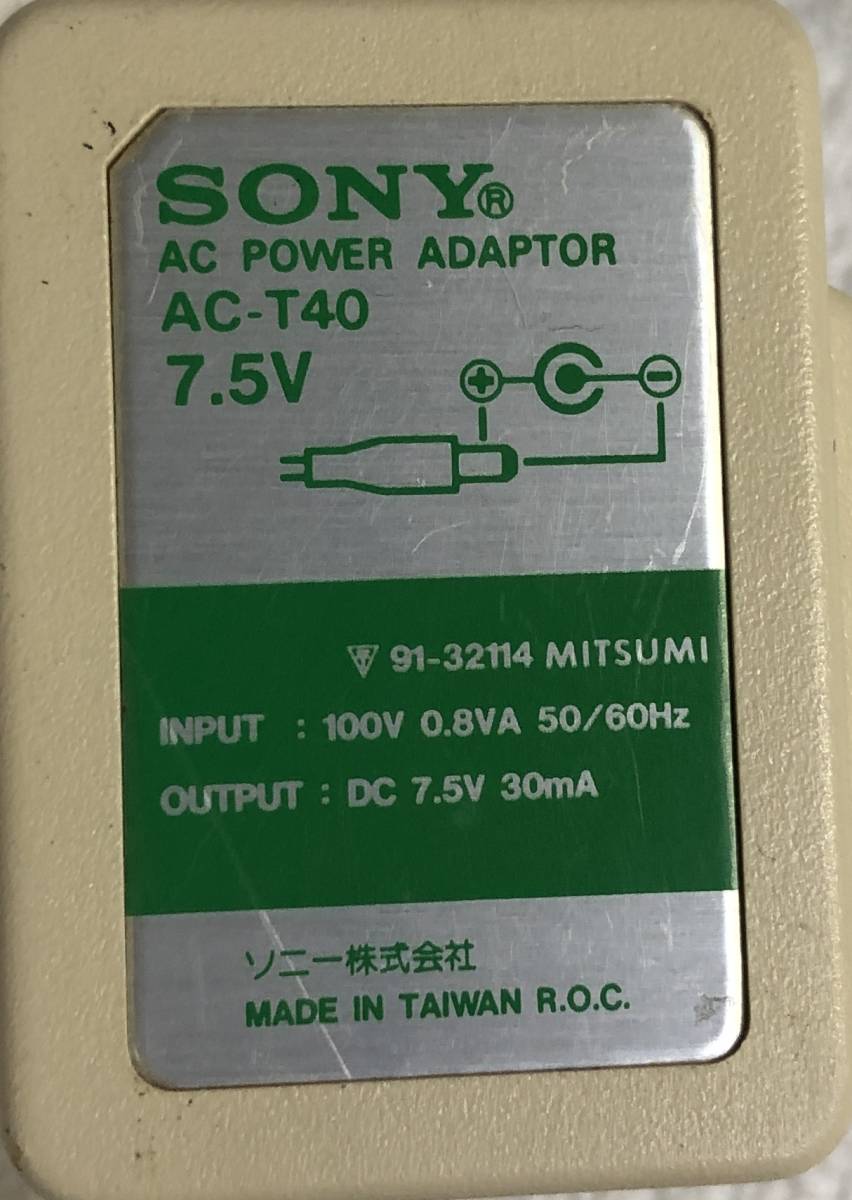 SONY®
AC POWER ADAPTOR
AC-T40
7.5V
91-32114 MITSUMI
INPUT : 100V 0.8VA 50/60Hz
OUTPUT : DC 7.5V 30mA
ソニー株式会社
MADE IN TAIWAN R.O.C.